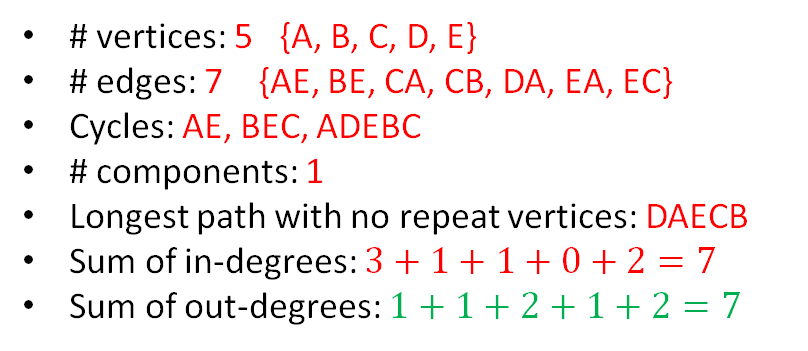 • # vertices: 5 {A, B, C, D, E}
• # edges: 7 {AE, BE, CA, CB, DA, EA, EC}
• Cycles: AE, BEC, ADEBC
• # components: 1
• Longest path with no repeat vertices: DAECB
• Sum of in-degrees: 3 + 1 + 1 + 0 + 2 = 7
• Sum of out-degrees: 1 + 1 + 2 + 1 + 2 = 7